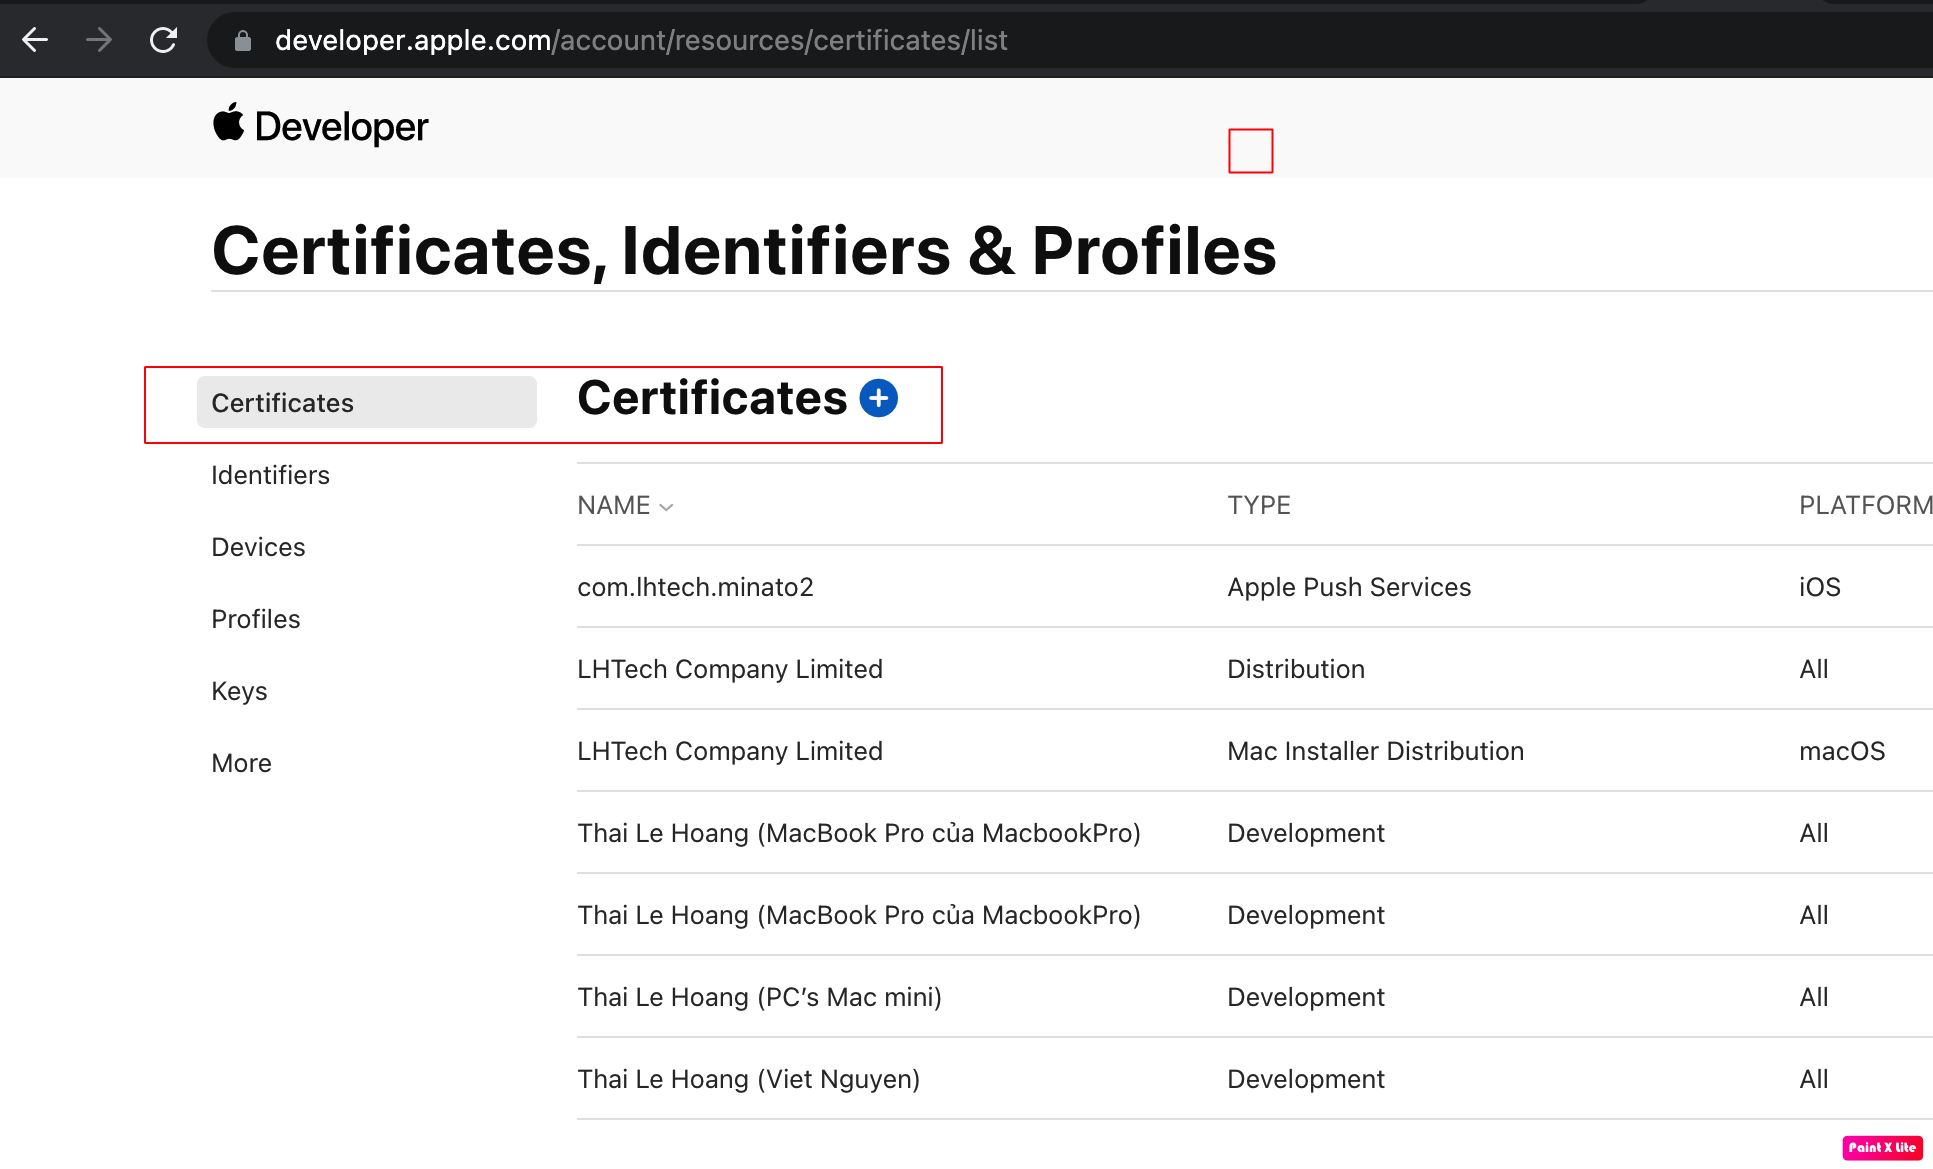 developer.apple.com/account/resources/certificates/list
Developer
Certificates, Identifiers & Profiles
Certificates
Identifiers
Devices
Profiles
Keys
More
Certificates
NAME TYPE PLATFORM
com.lhtech.minato2 Apple Push Services iOS
LHTech Company Limited Distribution All
LHTech Company Limited Mac Installer Distribution macOS
Thai Le Hoang (MacBook Pro của MacbookPro) Development All
Thai Le Hoang (MacBook Pro của MacbookPro) Development All
Thai Le Hoang (PC’s Mac mini) Development All
Thai Le Hoang (Viet Nguyen) Development All
Paint X Lite